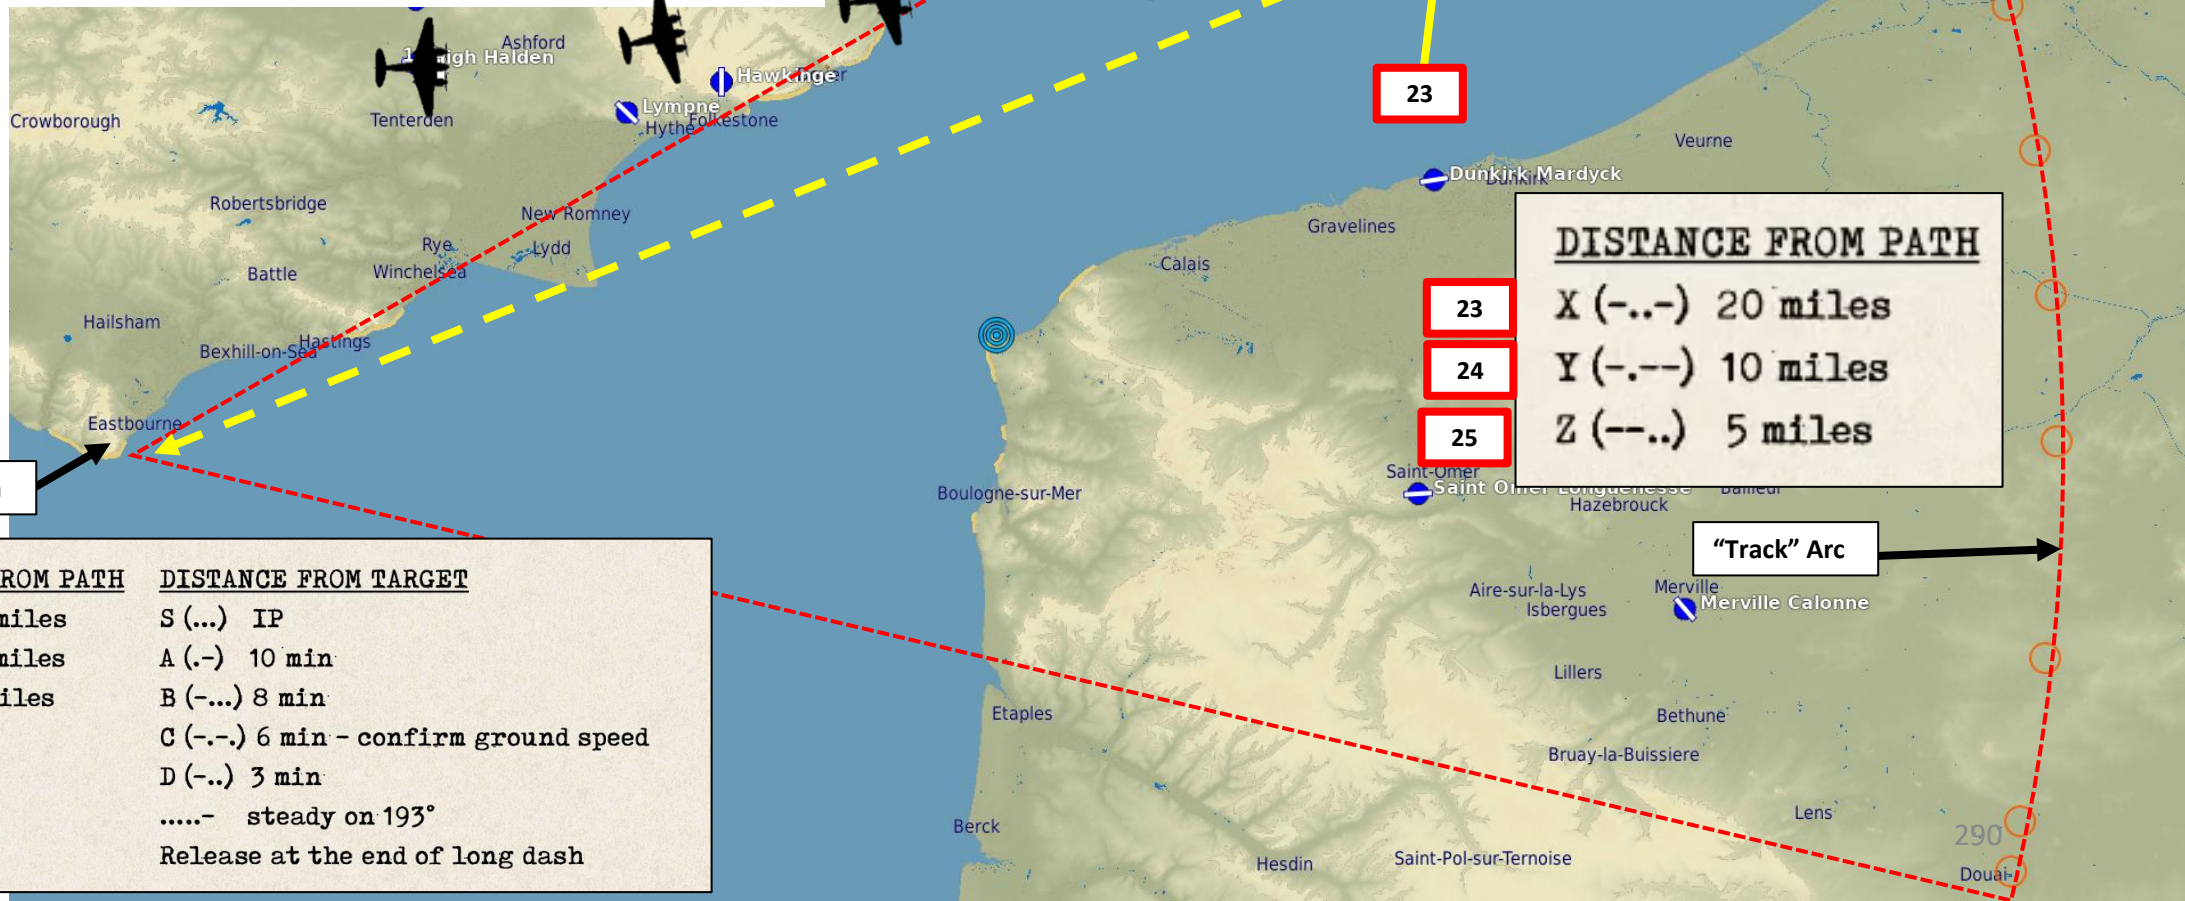 Ashford
High Halden
Hawkinge
Lympne
Hythe
Folkestone
Crowborough
Tenterden
23
Veurne
Dunkirk Mardyck
Dunkirk
Robertsbridge
New Romney
Gravelines
Rye
Lydd
Winchelsea
Battle
Calais
DISTANCE FROM PATH
23
X (-..-) 20 miles
24
Y (-.--) 10 miles
25
Z (--..) 5 miles
Hailsham
Hastings
Bexhill-on-Sea
Eastbourne
Saint-Omer
Saint Omer Longuenesse
Bailleul
Boulogne-sur-Mer
Hazebrouck
"Track" Arc
ROM PATH
miles
miles
iles
DISTANCE FROM TARGET
S (...) IP
A (.-) 10 min
B (-...) 8 min
C (-.-.) 6 min - confirm ground speed
D (-..) 3 min
.....- steady on 193°
Release at the end of long dash
Aire-sur-la-Lys
Isbergues
Merville
Merville Calonne
Lillers
Etaples
Bethune
Bruay-la-Buissiere
Berck
Lens
290
Hesdin
Saint-Pol-sur-Ternoise
Douai